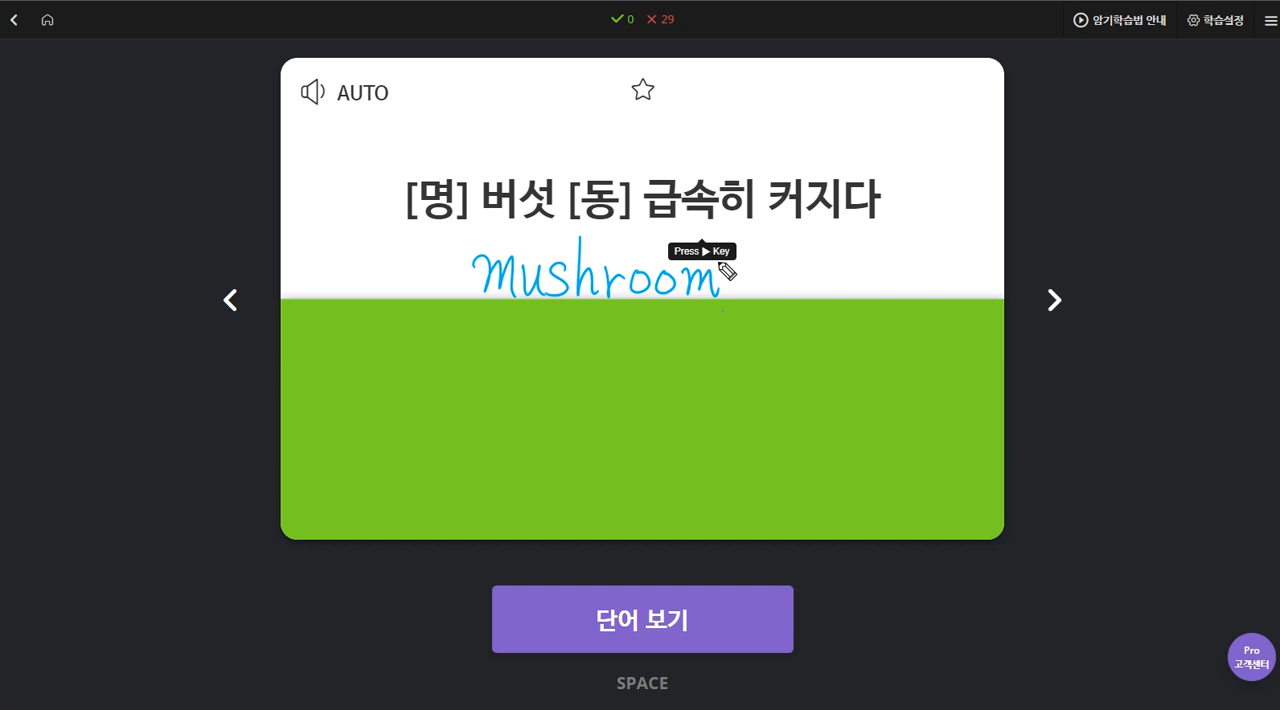 0 29 암기학습법 안내 학습설정
AUTO
[명] 버섯 [동] 급속히 커지다
Press ▶ Key
mushroom
단어 보기
SPACE
Pro
고객센터